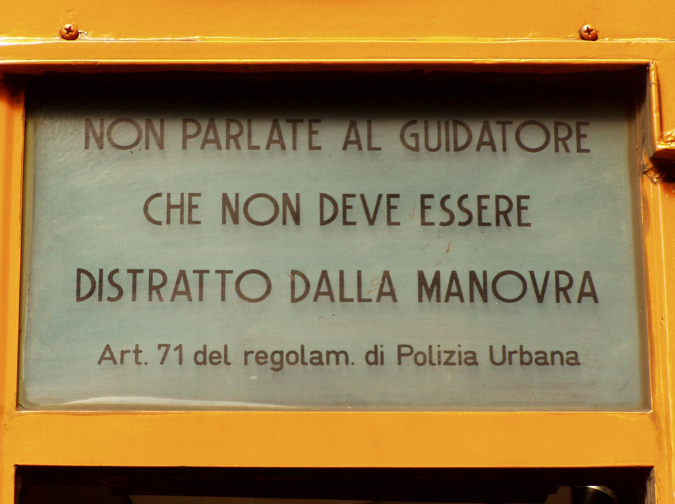 NON PARLATE AL GUIDATORE
CHE NON DEVE ESSERE
DISTRATTO DALLA MANOVRA
Art. 71 del regolam. di Polizia Urbana